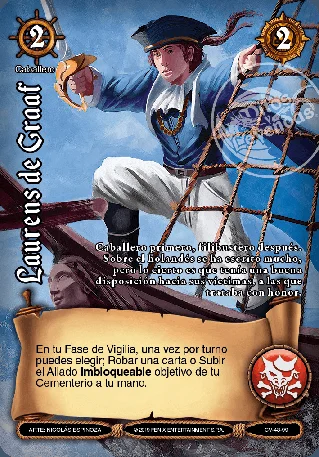 2
2
Caballero
Laurens de Graaf
Caballero primero, filibustero después.
Sobre el holandés se ha escrito mucho,
pero lo cierto es que tenía una buena
disposición hacia sus víctimas, a las que
trataba con honor.
En tu Fase de Vigilia, una vez por turno
puedes elegir; Robar una carta o Subir
el Aliado Imbloqueable objetivo de tu
Cementerio a tu mano.
ARTE: NICOLÁS ESPINOZA